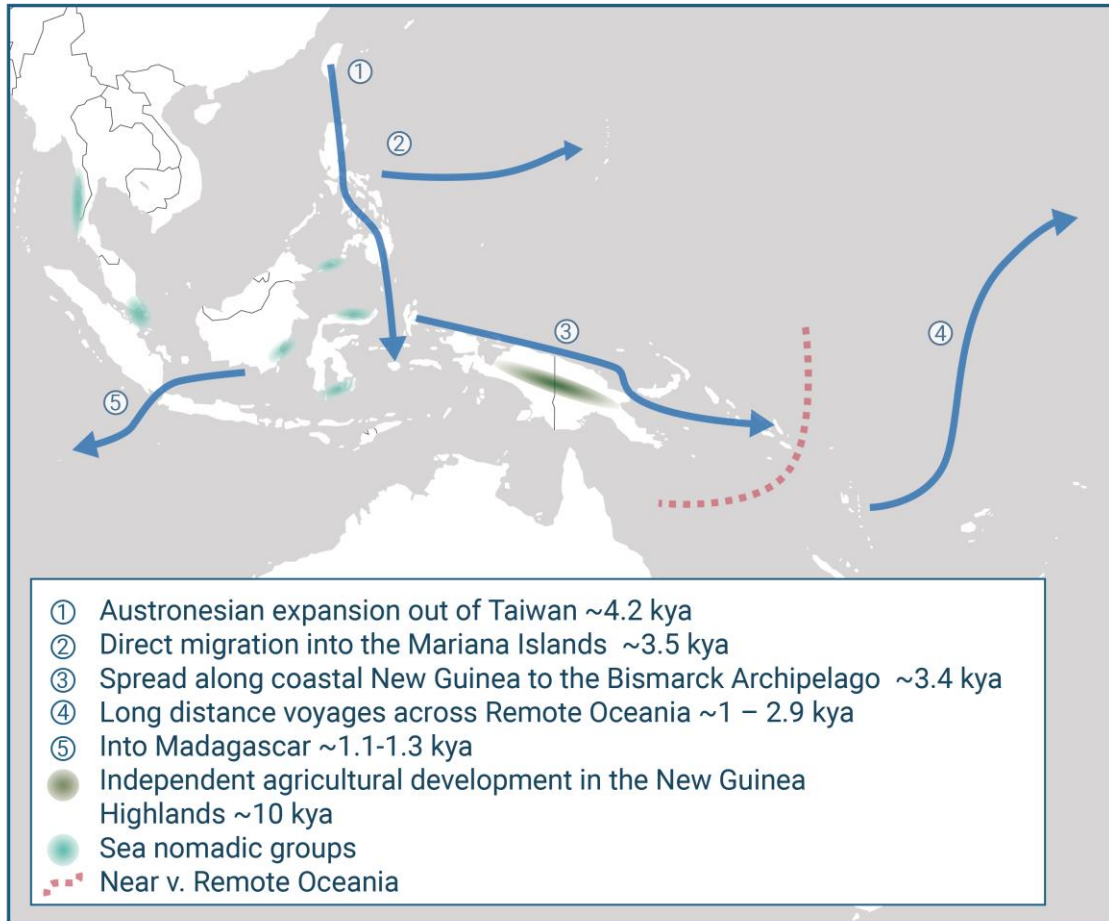 ①
②
③
④
⑤
① Austronesian expansion out of Taiwan ~4.2 kya
② Direct migration into the Mariana Islands ~3.5 kya
③ Spread along coastal New Guinea to the Bismarck Archipelago ~3.4 kya
④ Long distance voyages across Remote Oceania ~1 – 2.9 kya
⑤ Into Madagascar ~1.1-1.3 kya
Independent agricultural development in the New Guinea
Highlands ~10 kya
Sea nomadic groups
Near v. Remote Oceania